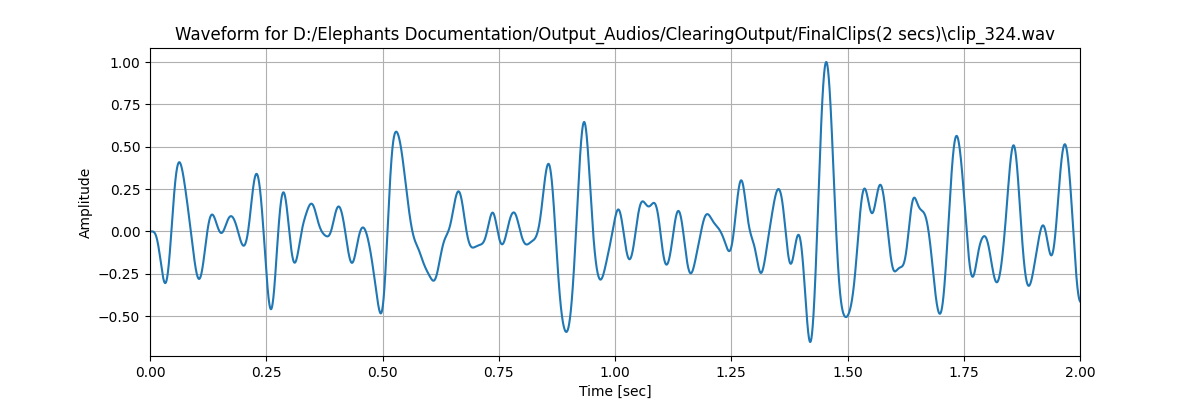 Waveform for D:/Elephants Documentation/Output_Audios/ClearingOutput/FinalClips(2 secs)\clip_324.wav
1.00
0.75
0.50
0.25
0.00
−0.25
−0.50
Amplitude
0.00 0.25 0.50 0.75 1.00 1.25 1.50 1.75 2.00
Time [sec]